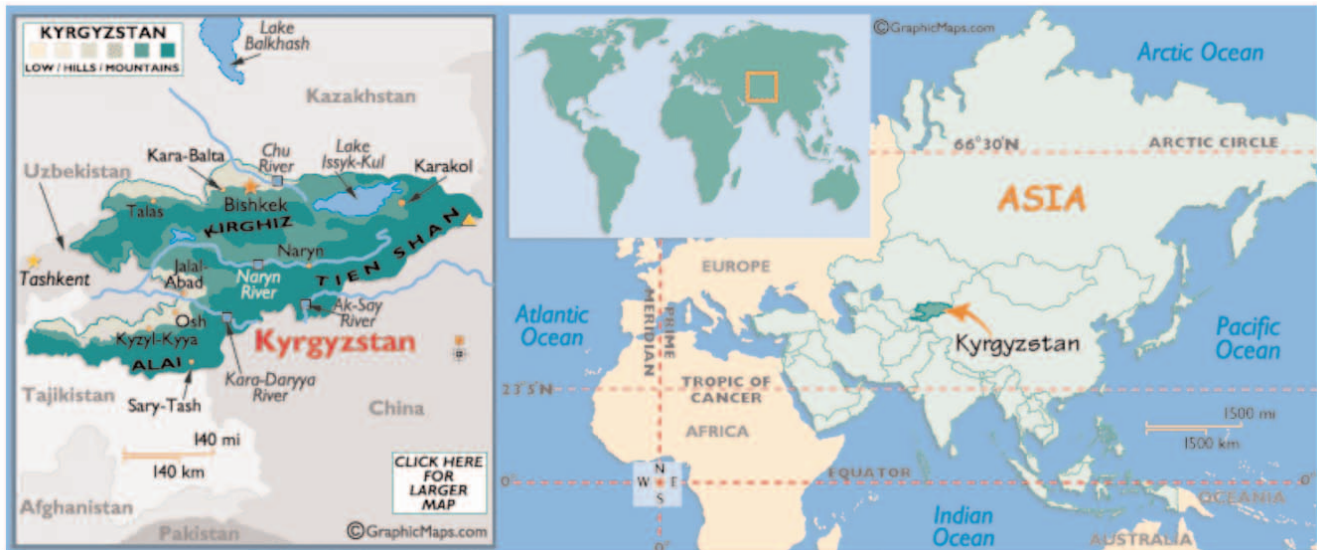 KYRGYZSTAN
LOW / HILLS / MOUNTAINS
Lake
Balkhash
Kazakhstan
Uzbekistan
Kara-Balta
Chu
River
Lake
Issyk-Kul
Karakol
Talas
Bishkek
KIRGHIZ
TIEN SHAN
Tashkent
Jalal-
Abad
Naryn
Naryn
River
Ak-Say
River
Osh
Kyzyl-Kyya
Kyrgyzstan
ALAI
Kara-Daryya
River
Sary-Tash
Tajikistan
China
140 mi
140 km
CLICK HERE
FOR
LARGER
MAP
Afghanistan
Pakistan
©GraphicMaps.com
©GraphicMaps.com
Arctic Ocean
66°30'N
ARCTIC CIRCLE
ASIA
EUROPE
MERIDIAN
PRIME
Atlantic
Ocean
Kyrgyzstan
Pacific
Ocean
23°5'N
TROPIC OF
CANCER
AFRICA
1500 mi
1500 km
0°
N
W E
S
EQUATOR
0°
OCEANIA
Indian
Ocean
AUSTRALIA
0°